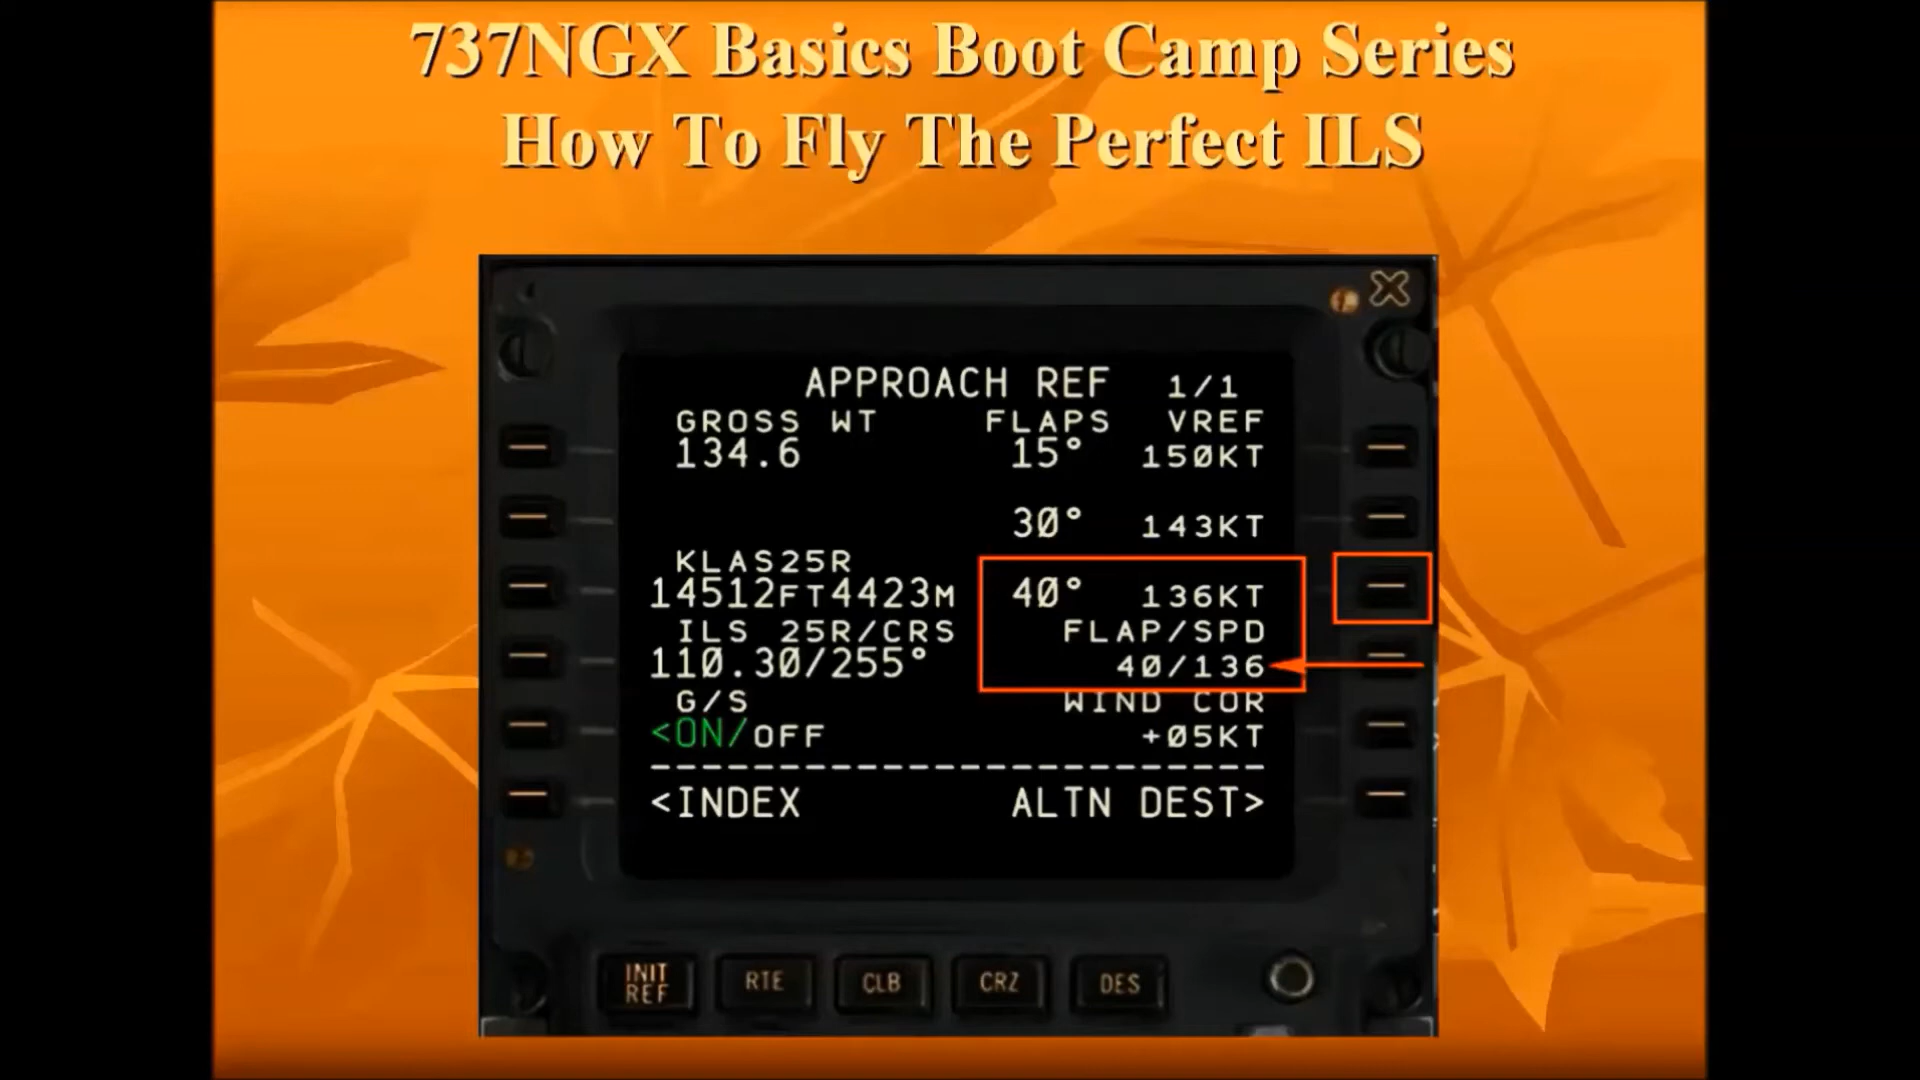 737NGX Basics Boot Camp Series
How To Fly The Perfect ILS
APPROACH REF 1/1
GROSS WT FLAPS VREF
134.6 15° 150KT
30° 143KT
KLAS25R
14512FT4423M 40° 136KT
ILS 25R/CRS FLAP/SPD
110.30/255° 40/136
G/S WIND COR
<ON/OFF +05KT
--------------------------
<INDEX ALTN DEST>
INIT REF RTE CLB CRZ DES